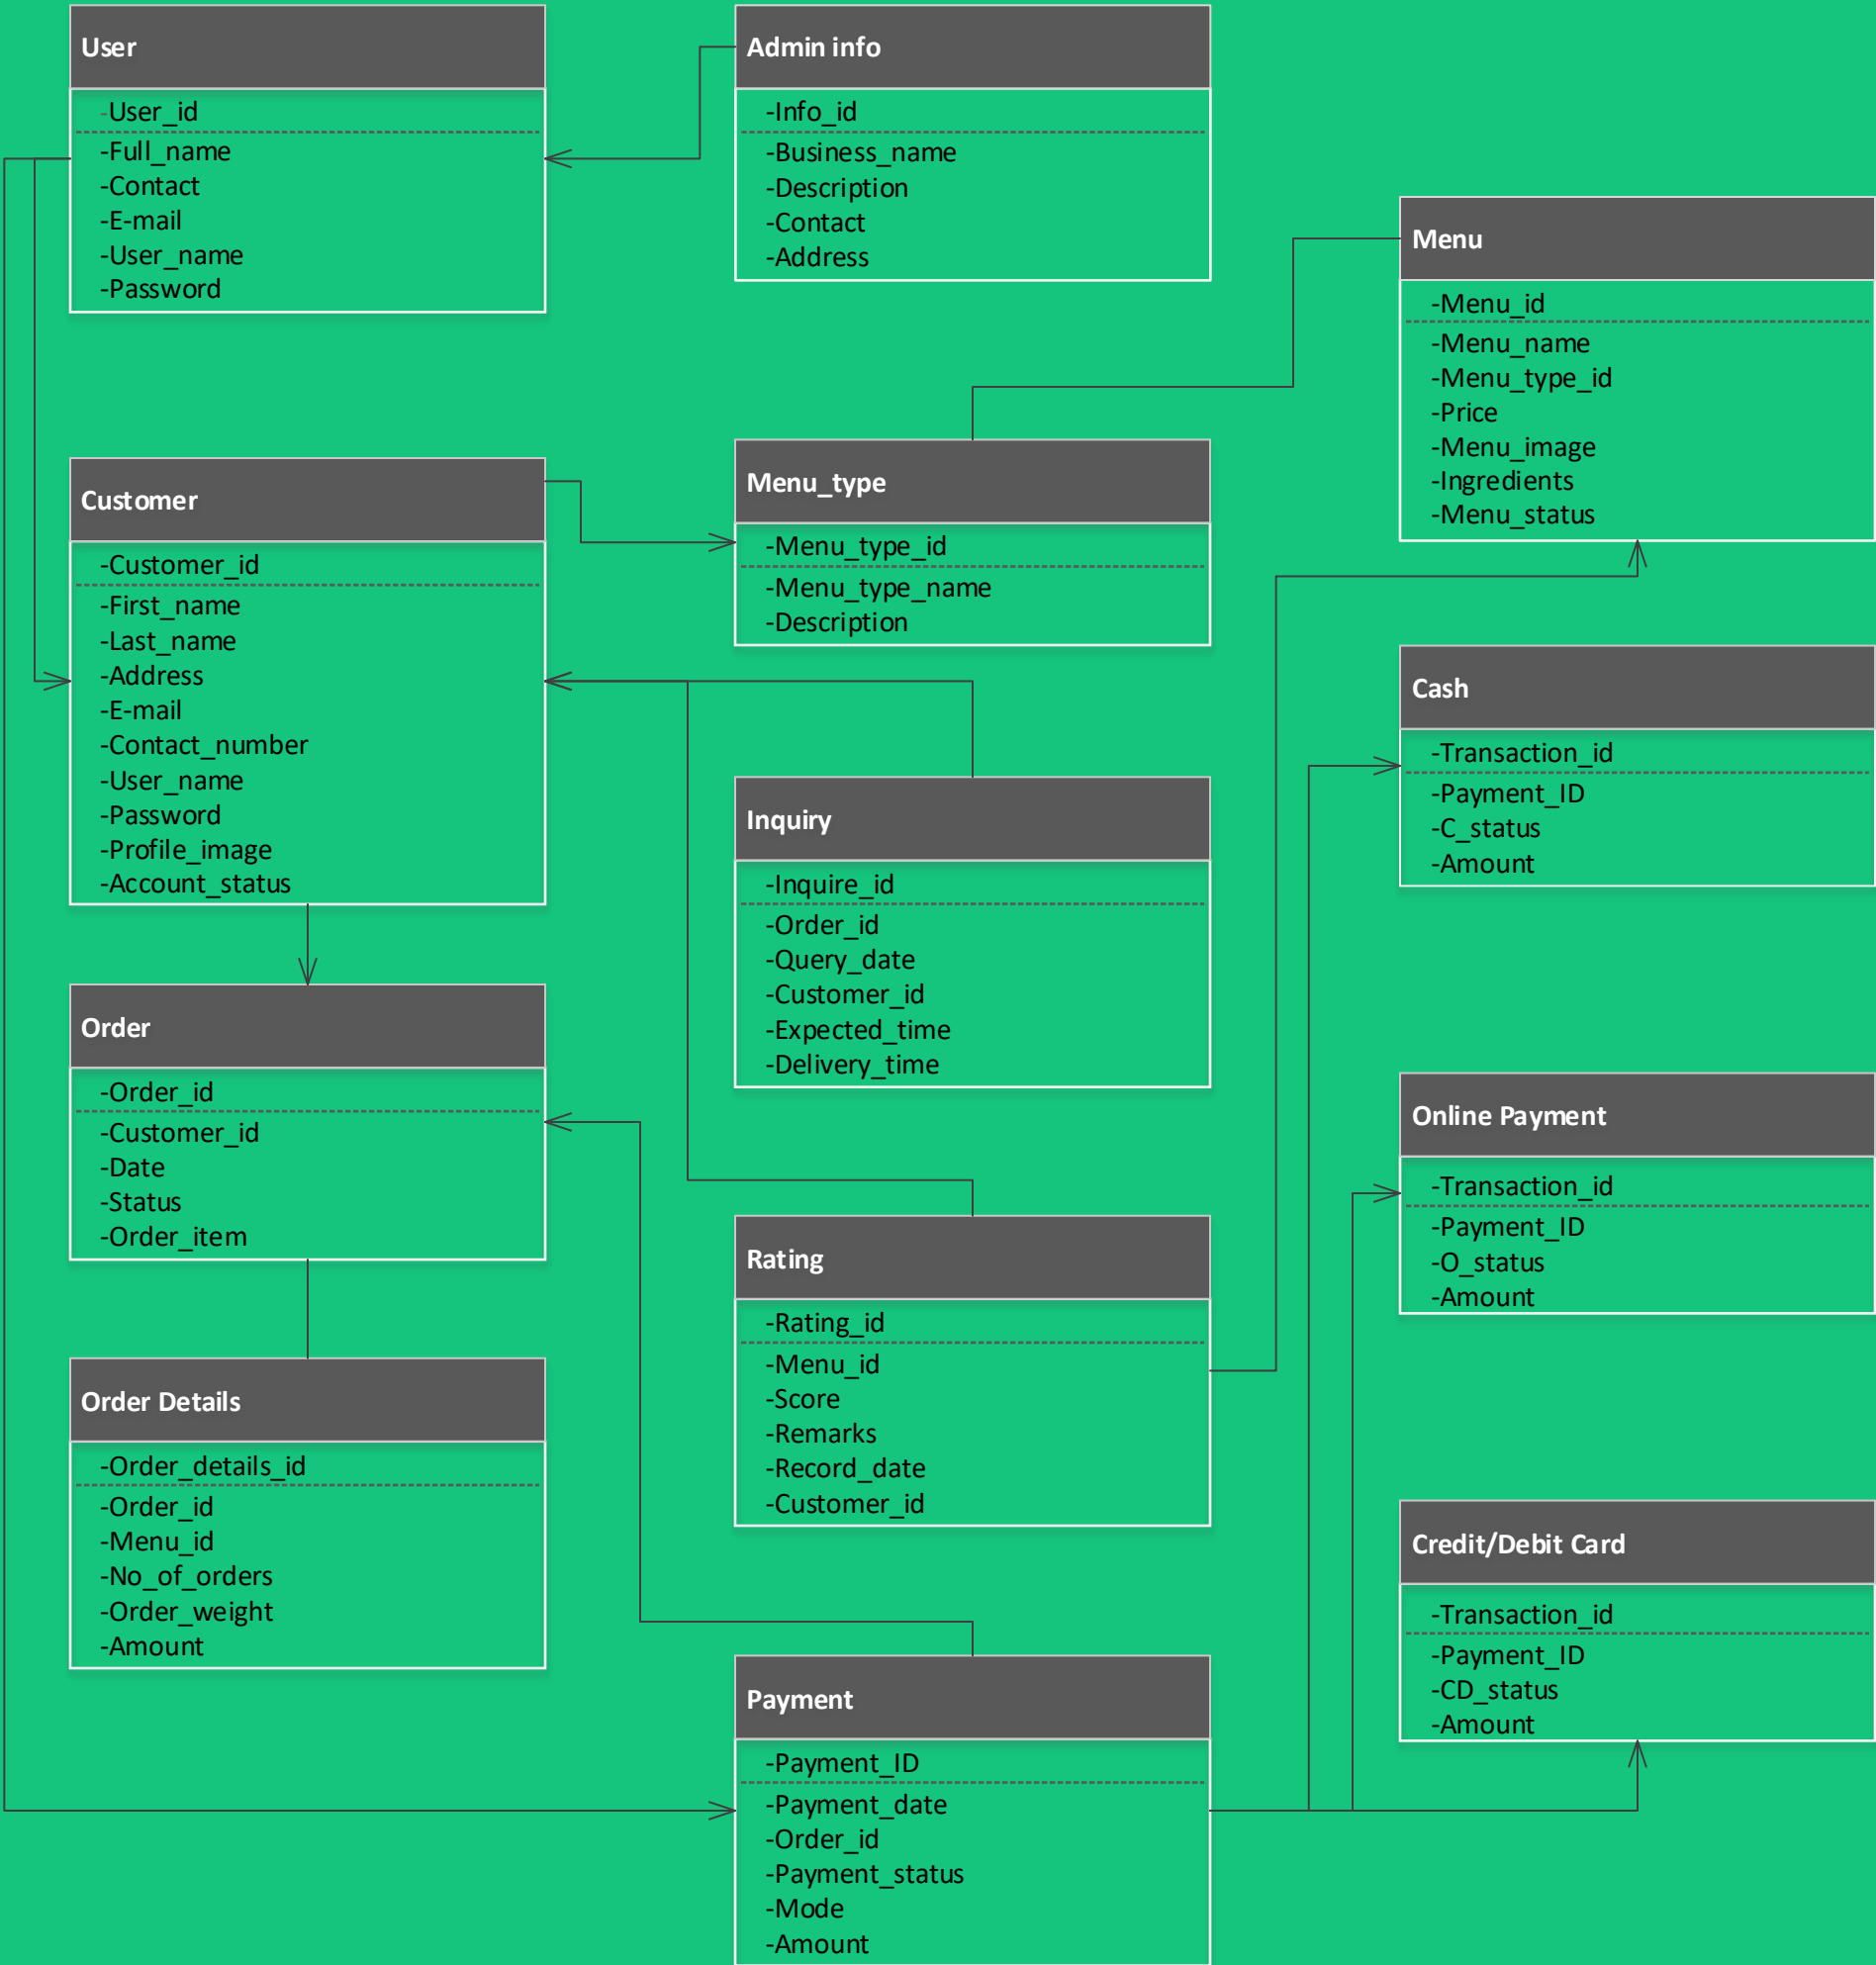 User
-User_id
-Full_name
-Contact
-E-mail
-User_name
-Password
Admin info
-Info_id
-Business_name
-Description
-Contact
-Address
Menu
-Menu_id
-Menu_name
-Menu_type_id
-Price
-Menu_image
-Ingredients
-Menu_status
Customer
-Customer_id
-First_name
-Last_name
-Address
-E-mail
-Contact_number
-User_name
-Password
-Profile_image
-Account_status
Menu_type
-Menu_type_id
-Menu_type_name
-Description
Cash
-Transaction_id
-Payment_ID
-C_status
-Amount
Inquiry
-Inquire_id
-Order_id
-Query_date
-Customer_id
-Expected_time
-Delivery_time
Order
-Order_id
-Customer_id
-Date
-Status
-Order_item
Online Payment
-Transaction_id
-Payment_ID
-O_status
-Amount
Rating
-Rating_id
-Menu_id
-Score
-Remarks
-Record_date
-Customer_id
Order Details
-Order_details_id
-Order_id
-Menu_id
-No_of_orders
-Order_weight
-Amount
Credit/Debit Card
-Transaction_id
-Payment_ID
-CD_status
-Amount
Payment
-Payment_ID
-Payment_date
-Order_id
-Payment_status
-Mode
-Amount